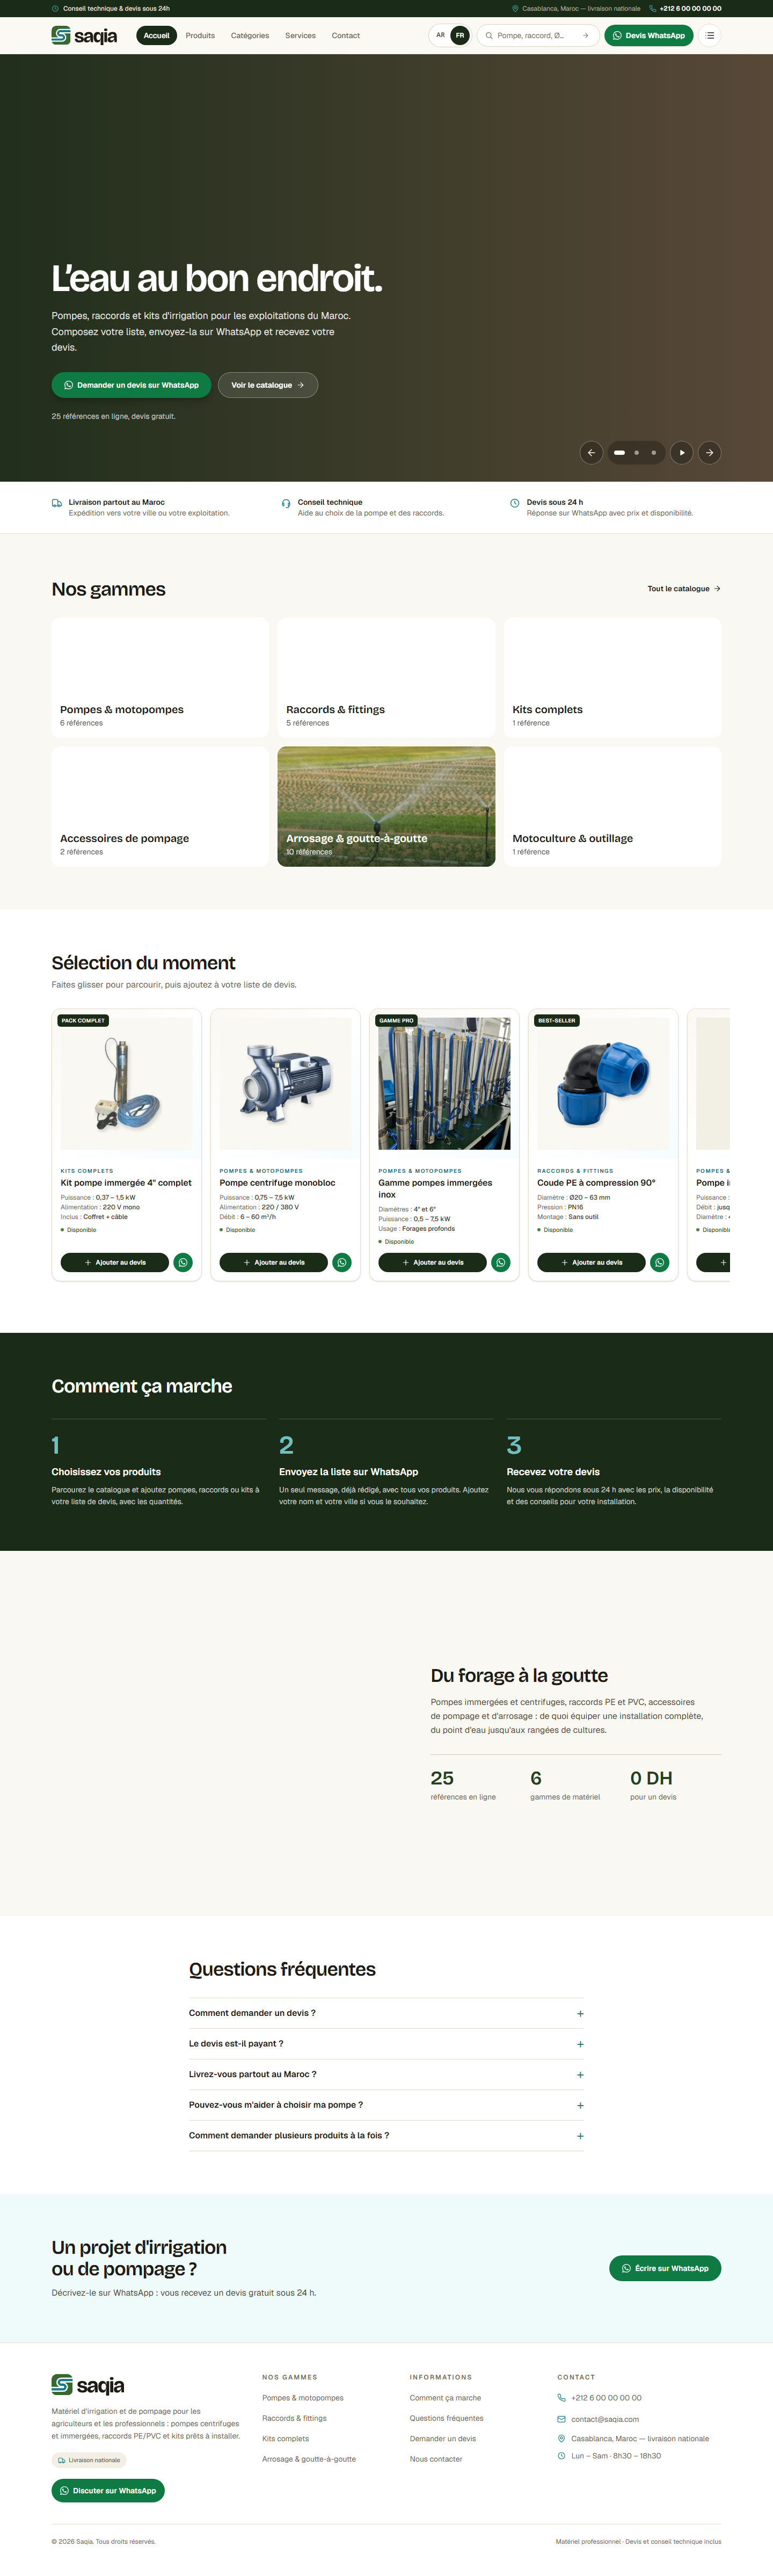 Conseil technique & devis sous 24h
Casablanca, Maroc — livraison nationale
+212 6 00 00 00 00
saqia
Accueil
Produits
Catégories
Services
Contact
AR
FR
Pompe, raccord, Ø...
Devis WhatsApp
L'eau au bon endroit.
Pompes, raccords et kits d'irrigation pour les exploitations du Maroc.
Composez votre liste, envoyez-la sur WhatsApp et recevez votre
devis.
Demander un devis sur WhatsApp
Voir le catalogue
25 références en ligne, devis gratuit.
Livraison partout au Maroc
Expédition vers votre ville ou votre exploitation.
Conseil technique
Aide au choix de la pompe et des raccords.
Devis sous 24 h
Réponse sur WhatsApp avec prix et disponibilité.
Nos gammes
Tout le catalogue
Pompes & motopompes
6 références
Raccords & fittings
5 références
Kits complets
1 référence
Accessoires de pompage
2 références
Arrosage & goutte-à-goutte
10 références
Motoculture & outillage
1 référence
Sélection du moment
Faites glisser pour parcourir, puis ajoutez à votre liste de devis.
PACK COMPLET
KITS COMPLETS
Kit pompe immergée 4" complet
Puissance : 0,37 – 1,5 kW
Alimentation : 220 V mono
Inclus : Coffret + câble
Disponible
Ajouter au devis
POMPES & MOTOPOMPES
Pompe centrifuge monobloc
Puissance : 0,75 – 7,5 kW
Alimentation : 220 / 380 V
Débit : 6 – 60 m³/h
Disponible
Ajouter au devis
GAMME PRO
POMPES & MOTOPOMPES
Gamme pompes immergées
inox
Diamètres : 4" et 6"
Puissance : 0,5 – 7,5 kW
Usage : Forages profonds
Disponible
Ajouter au devis
BEST-SELLER
RACCORDS & FITTINGS
Coude PE à compression 90°
Diamètre : Ø20 – 63 mm
Pression : PN16
Montage : Sans outil
Disponible
Ajouter au devis
POMPES &
Pompe
Puissance :
Débit :
Diamètre :
Comment ça marche
1
Choisissez vos produits
Parcourez le catalogue et ajoutez pompes, raccords ou kits à
votre liste de devis, avec les quantités.
2
Envoyez la liste sur WhatsApp
Un seul message, déjà rédigé, avec tous vos produits. Ajoutez
votre nom et votre ville si vous le souhaitez.
3
Recevez votre devis
Nous vous répondons sous 24 h avec les prix, la disponibilité
et des conseils pour votre installation.
Du forage à la goutte
Pompes immergées et centrifuges, raccords PE et PVC, accessoires
de pompage et d'arrosage : de quoi équiper une installation complète,
du point d'eau jusqu'aux rangées de cultures.
25
références en ligne
6
gammes de matériel
0 DH
pour un devis
Questions fréquentes
Comment demander un devis ?
Le devis est-il payant ?
Livrez-vous partout au Maroc ?
Pouvez-vous m'aider à choisir ma pompe ?
Comment demander plusieurs produits à la fois ?
Un projet d'irrigation
ou de pompage ?
Décrivez-le sur WhatsApp : vous recevez un devis gratuit sous 24 h.
Écrire sur WhatsApp
saqia
Matériel d'irrigation et de pompage pour les
agriculteurs et les professionnels : pompes centrifuges
et immergées, raccords PE/PVC et kits prêts à installer.
Livraison nationale
Discuter sur WhatsApp
NOS GAMMES
Pompes & motopompes
Raccords & fittings
Kits complets
Arrosage & goutte-à-goutte
INFORMATIONS
Comment ça marche
Questions fréquentes
Demander un devis
Nous contacter
CONTACT
+212 6 00 00 00 00
contact@saqia.com
Casablanca, Maroc — livraison nationale
Lun – Sam · 8h30 – 18h30
© 2026 Saqia. Tous droits réservés.
Matériel professionnel · Devis et conseil technique inclus